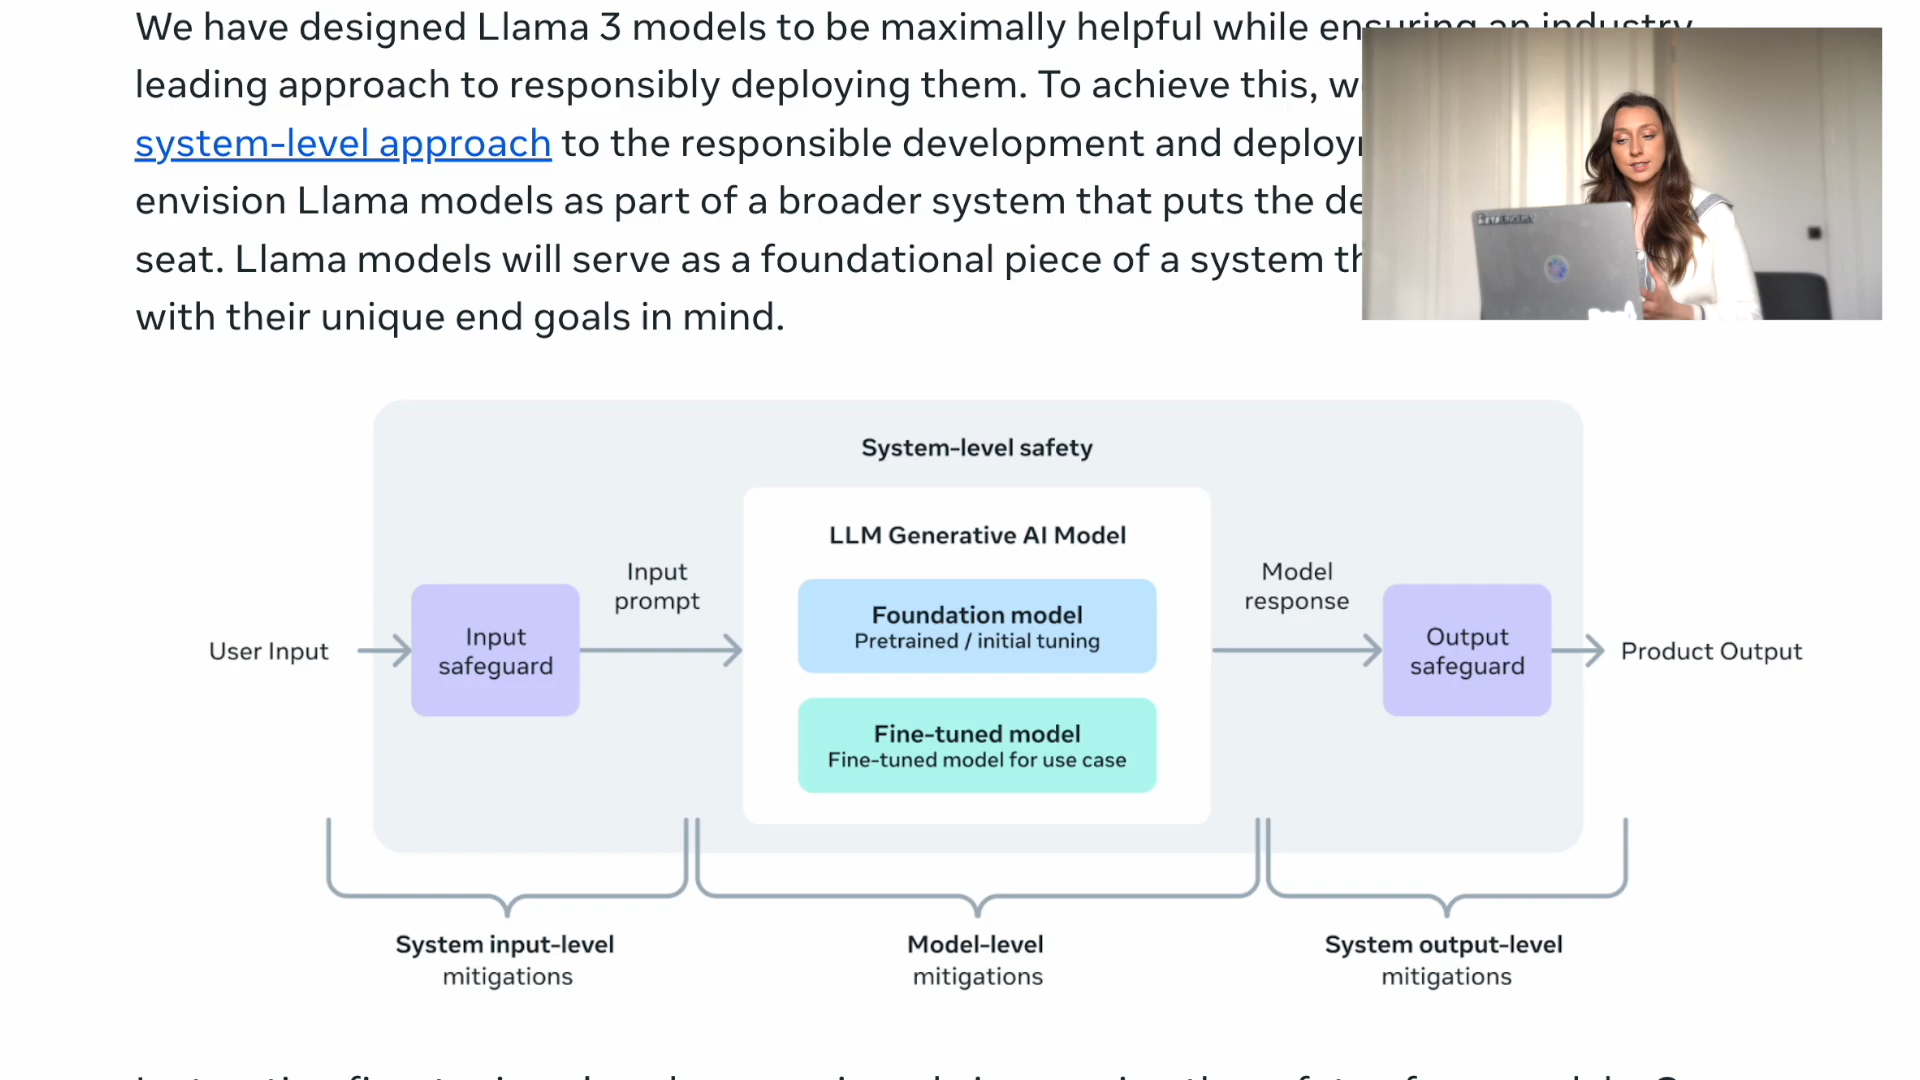 We have designed Llama 3 models to be maximally helpful while ensuring an industry
leading approach to responsibly deploying them. To achieve this,
system-level approach to the responsible development and
envision Llama models as part of a broader system that puts the
seat. Llama models will serve as a foundational piece of a system
with their unique end goals in mind.
System-level safety
LLM Generative AI Model
Input
prompt
Model
response
Foundation model
Pretrained / initial tuning
User Input
Input
safeguard
Output
safeguard
Product Output
Fine-tuned model
Fine-tuned model for use case
System input-level
mitigations
Model-level
mitigations
System output-level
mitigations